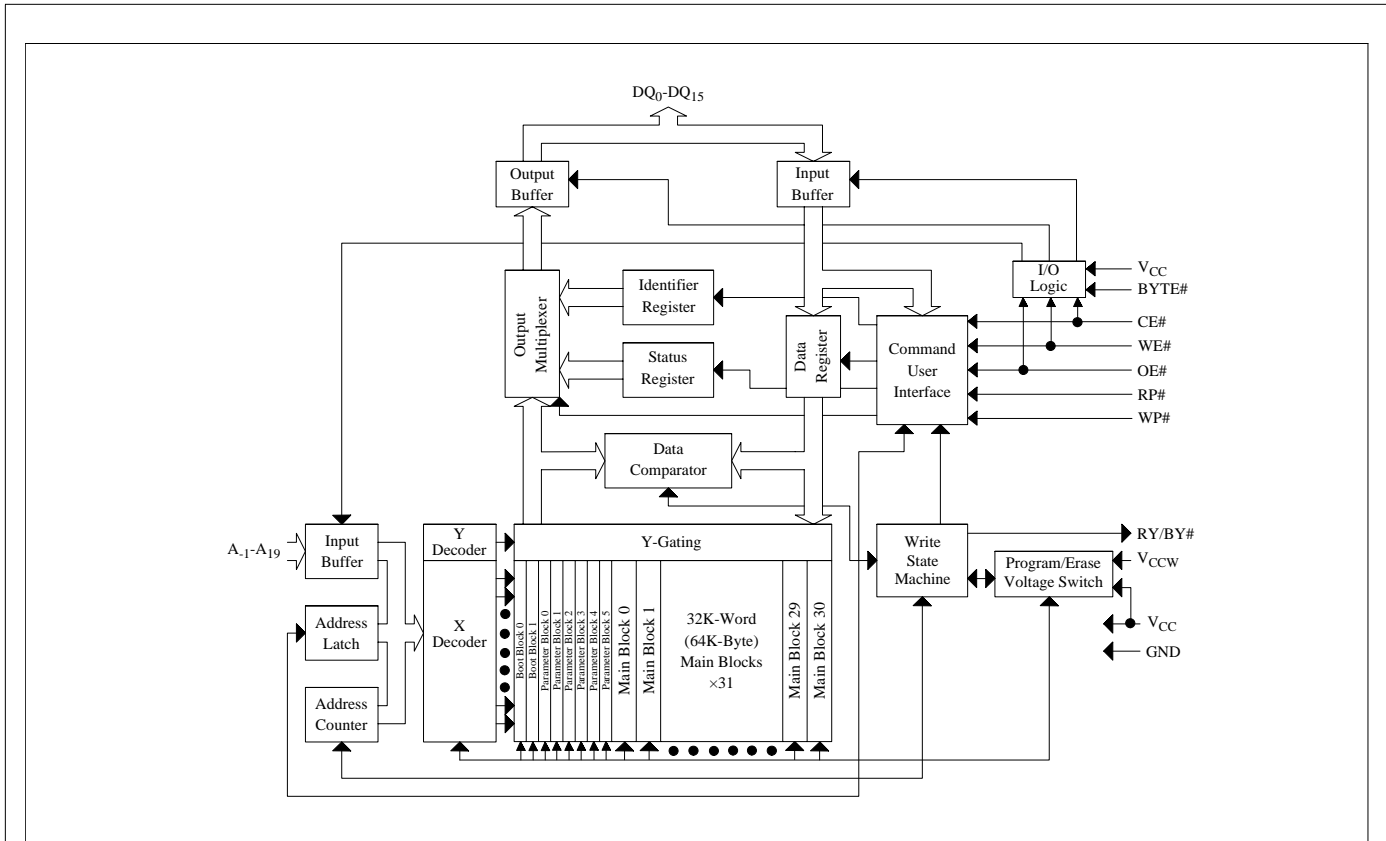 DQ0-DQ15
Output
Buffer
Input
Buffer
I/O
Logic
VCC
BYTE#
Identifier
Register
Output
Multiplexer
Status
Register
Data
Register
Command
User
Interface
CE#
WE#
OE#
RP#
WP#
Data
Comparator
A-1-A19
Input
Buffer
Y
Decoder
Y-Gating
Write
State
Machine
RY/BY#
Program/Erase
Voltage Switch
VCCW
VCC
GND
Address
Latch
X
Decoder
Address
Counter
Boot Block 0
Boot Block 1
Parameter Block 0
Parameter Block 1
Parameter Block 2
Parameter Block 3
Parameter Block 4
Parameter Block 5
Main Block 0
Main Block 1
32K-Word
(64K-Byte)
Main Blocks
×31
Main Block 29
Main Block 30